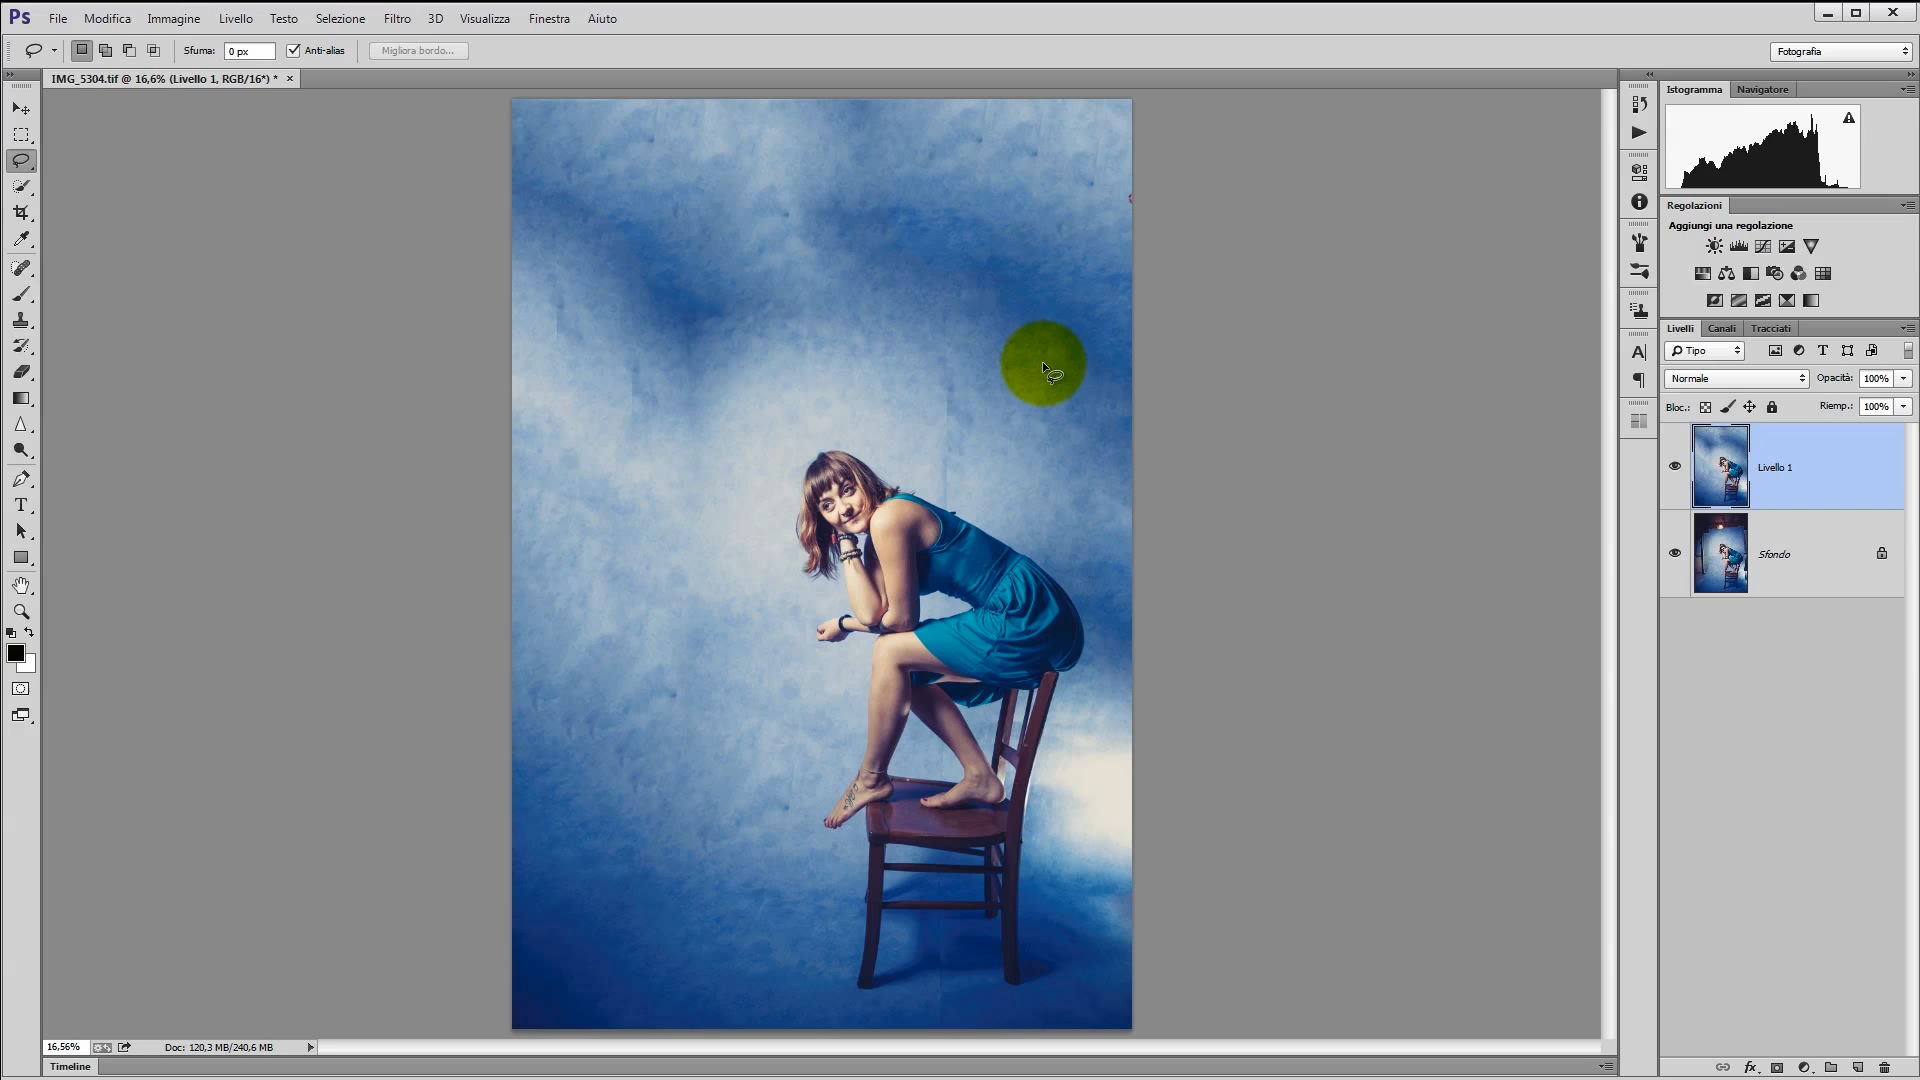 Ps File Modifica Immagine Livello Testo Selezione Filtro 3D Visualizza Finestra Aiuto
Sfuma: 0 px Anti-alias Migliora bordo... Fotografia
IMG_5304.tif @ 16,6% (Livello 1, RGB/16*) * ×
Istogramma Navigatore
Regolazioni
Aggiungi una regolazione
Livelli Canali Tracciati
Tipo
Normale Opacità: 100%
Bloc.: Riemp.: 100%
Livello 1
Sfondo
16,56% Doc: 120,3 MB/240,6 MB
Timeline